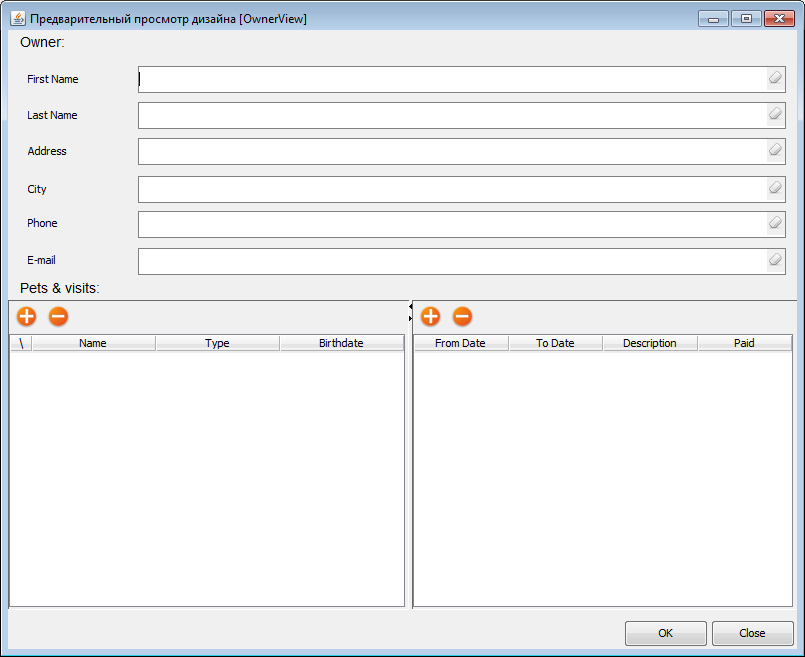 Предварительный просмотр дизайна [OwnerView]
Owner:
First Name
Last Name
Address
City
Phone
E-mail
Pets & visits:
\ Name Type Birthdate From Date To Date Description Paid
OK Close